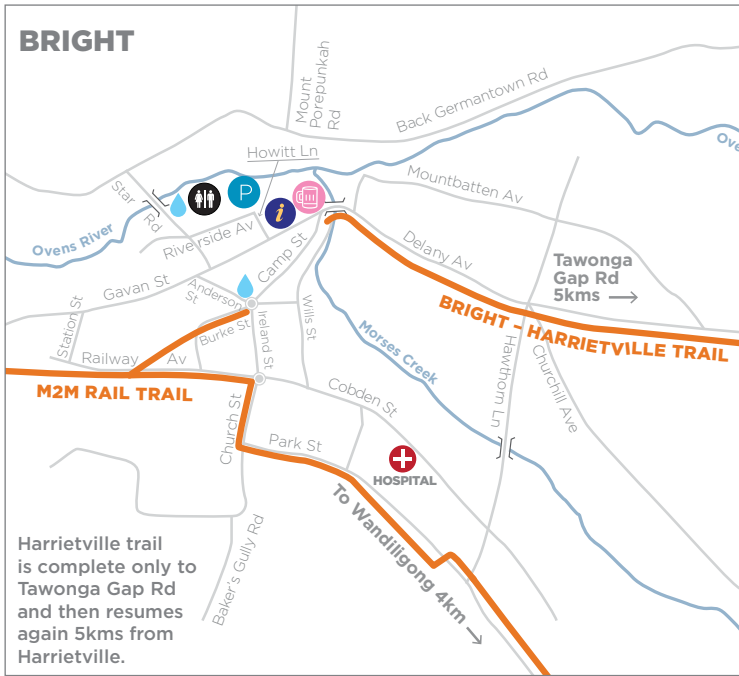 BRIGHT
Mount
Porepunkah
Rd
Back Germantown Rd
Howitt Ln
Mountbatten Av
Star Rd
P
i
Ovens River
Riverside Av
Camp St
Delany Av
Tawonga
Gap Rd
5kms
Gavan St
Anderson
St
BRIGHT – HARRIETVILLE TRAIL
Station St
Burke St
Ireland St
Wills St
Morses Creek
Railway Av
Hawthorn Ln
Churchill Ave
M2M RAIL TRAIL
Cobden St
Church St
Park St
HOSPITAL
To Wandiligong 4km
Baker's Gully Rd
Harrietville trail
is complete only to
Tawonga Gap Rd
and then resumes
again 5kms from
Harrietville.